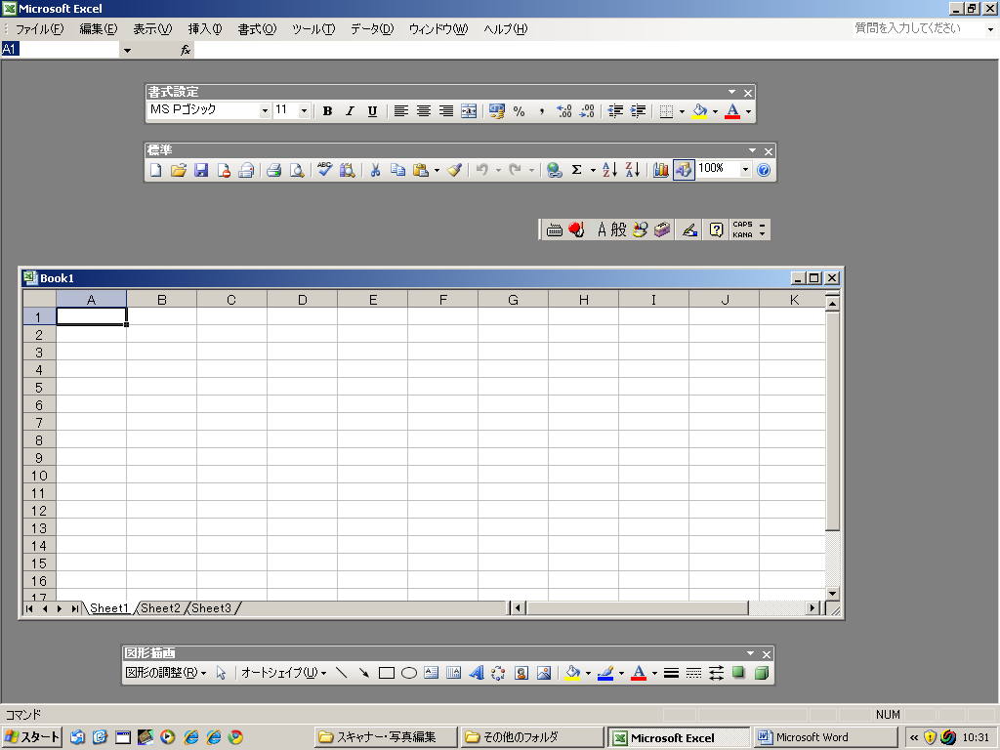 Microsoft Excel
ファイル(F) 編集(E) 表示(V) 挿入(I) 書式(O) ツール(T) データ(D) ウィンドウ(W) ヘルプ(H) 質問を入力してください
A1 fx
書式設定
MS Pゴシック 11 B I U % ,
標準
ABC Σ 100%
A 般 CAPS
KANA
Book1
A B C D E F G H I J K
1
2
3
4
5
6
7
8
9
10
11
12
13
14
15
16
17
Sheet1 Sheet2 Sheet3
図形描画
図形の調整(R) オートシェイプ(U)
コマンド NUM
スタート スキャナー・写真編集 その他のフォルダ Microsoft Excel Microsoft Word 10:31